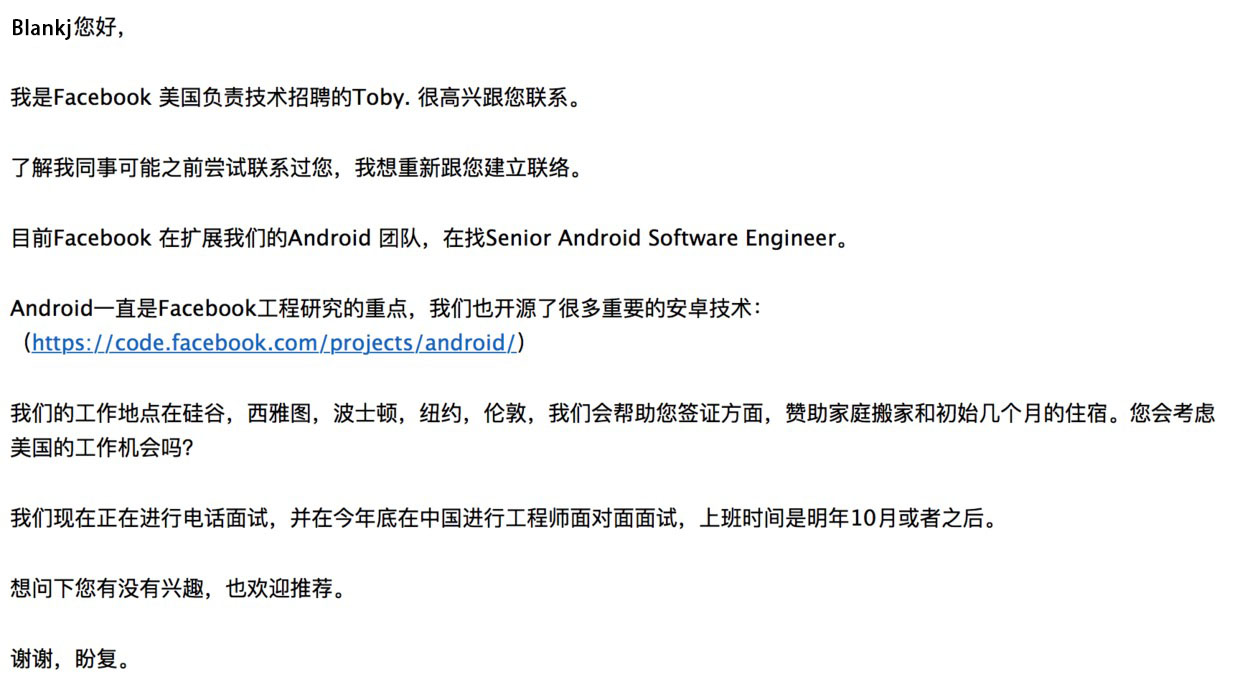 Blankj您好，
我是Facebook 美国负责技术招聘的Toby. 很高兴跟您联系。
了解我同事可能之前尝试联系过您，我想重新跟您建立联络。
目前Facebook 在扩展我们的Android 团队，在找Senior Android Software Engineer。
Android一直是Facebook工程研究的重点，我们也开源了很多重要的安卓技术：
（https://code.facebook.com/projects/android/）
我们的工作地点在硅谷，西雅图，波士顿，纽约，伦敦，我们会帮助您签证方面，赞助家庭搬家和初始几个月的住宿。您会考虑
美国的工作机会吗?
我们现在正在进行电话面试，并在今年底在中国进行工程师面对面面试，上班时间是明年10月或者之后。
想问下您有没有兴趣，也欢迎推荐。
谢谢，盼复。